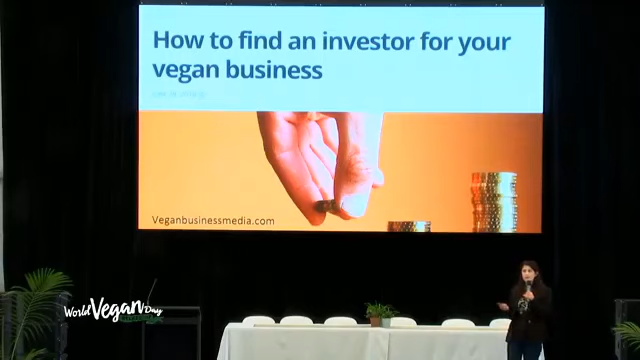 How to find an investor for your
vegan business
Veganbusinessmedia.com
World Vegan Day